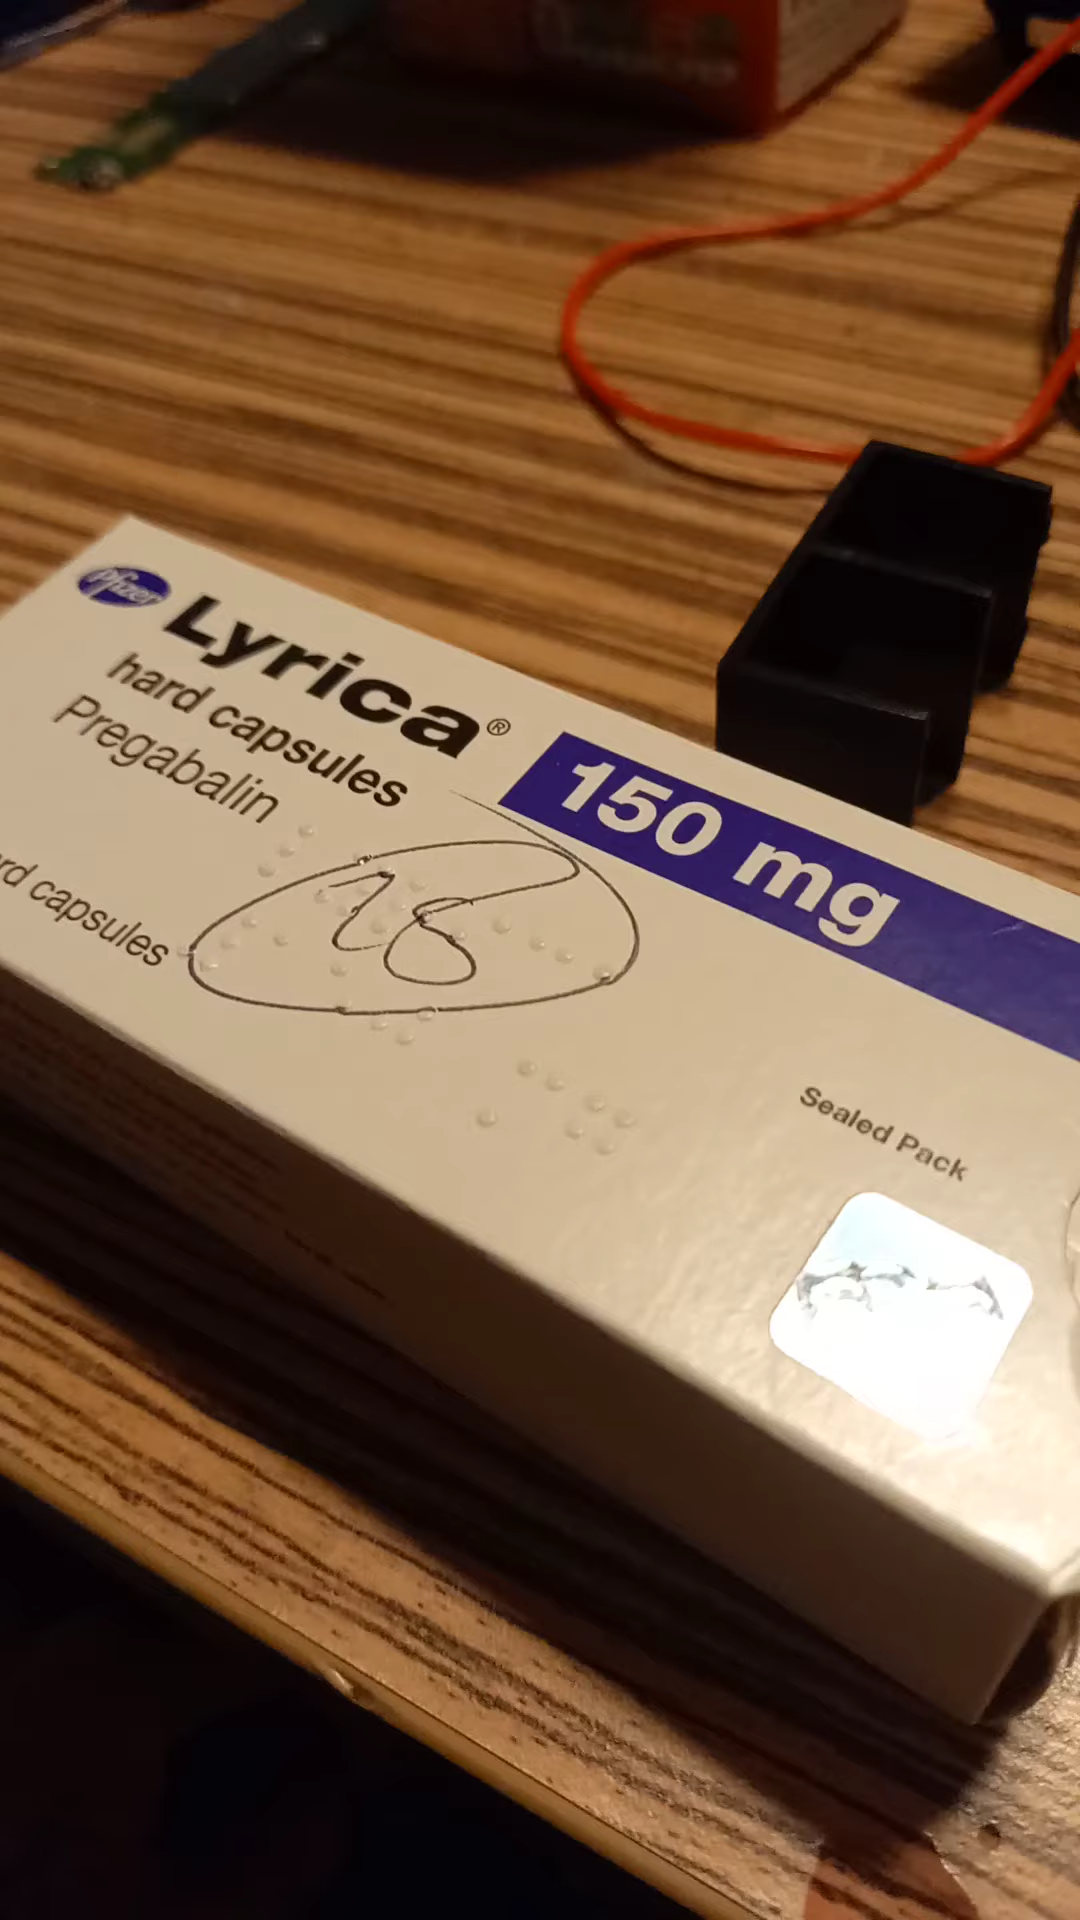 Pfizer
Lyrica®
hard capsules
Pregabalin
150 mg
rd capsules
18
Sealed Pack